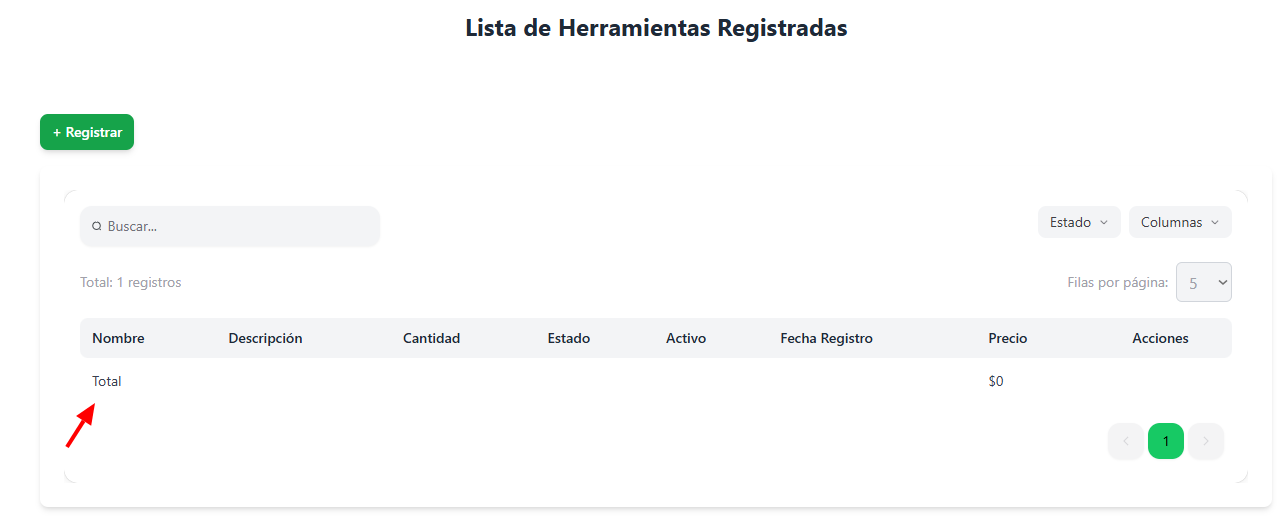 Lista de Herramientas Registradas
+ Registrar
Buscar...
Estado
Columnas
Total: 1 registros
Filas por página: 5
Nombre Descripción Cantidad Estado Activo Fecha Registro Precio Acciones
Total $0
1